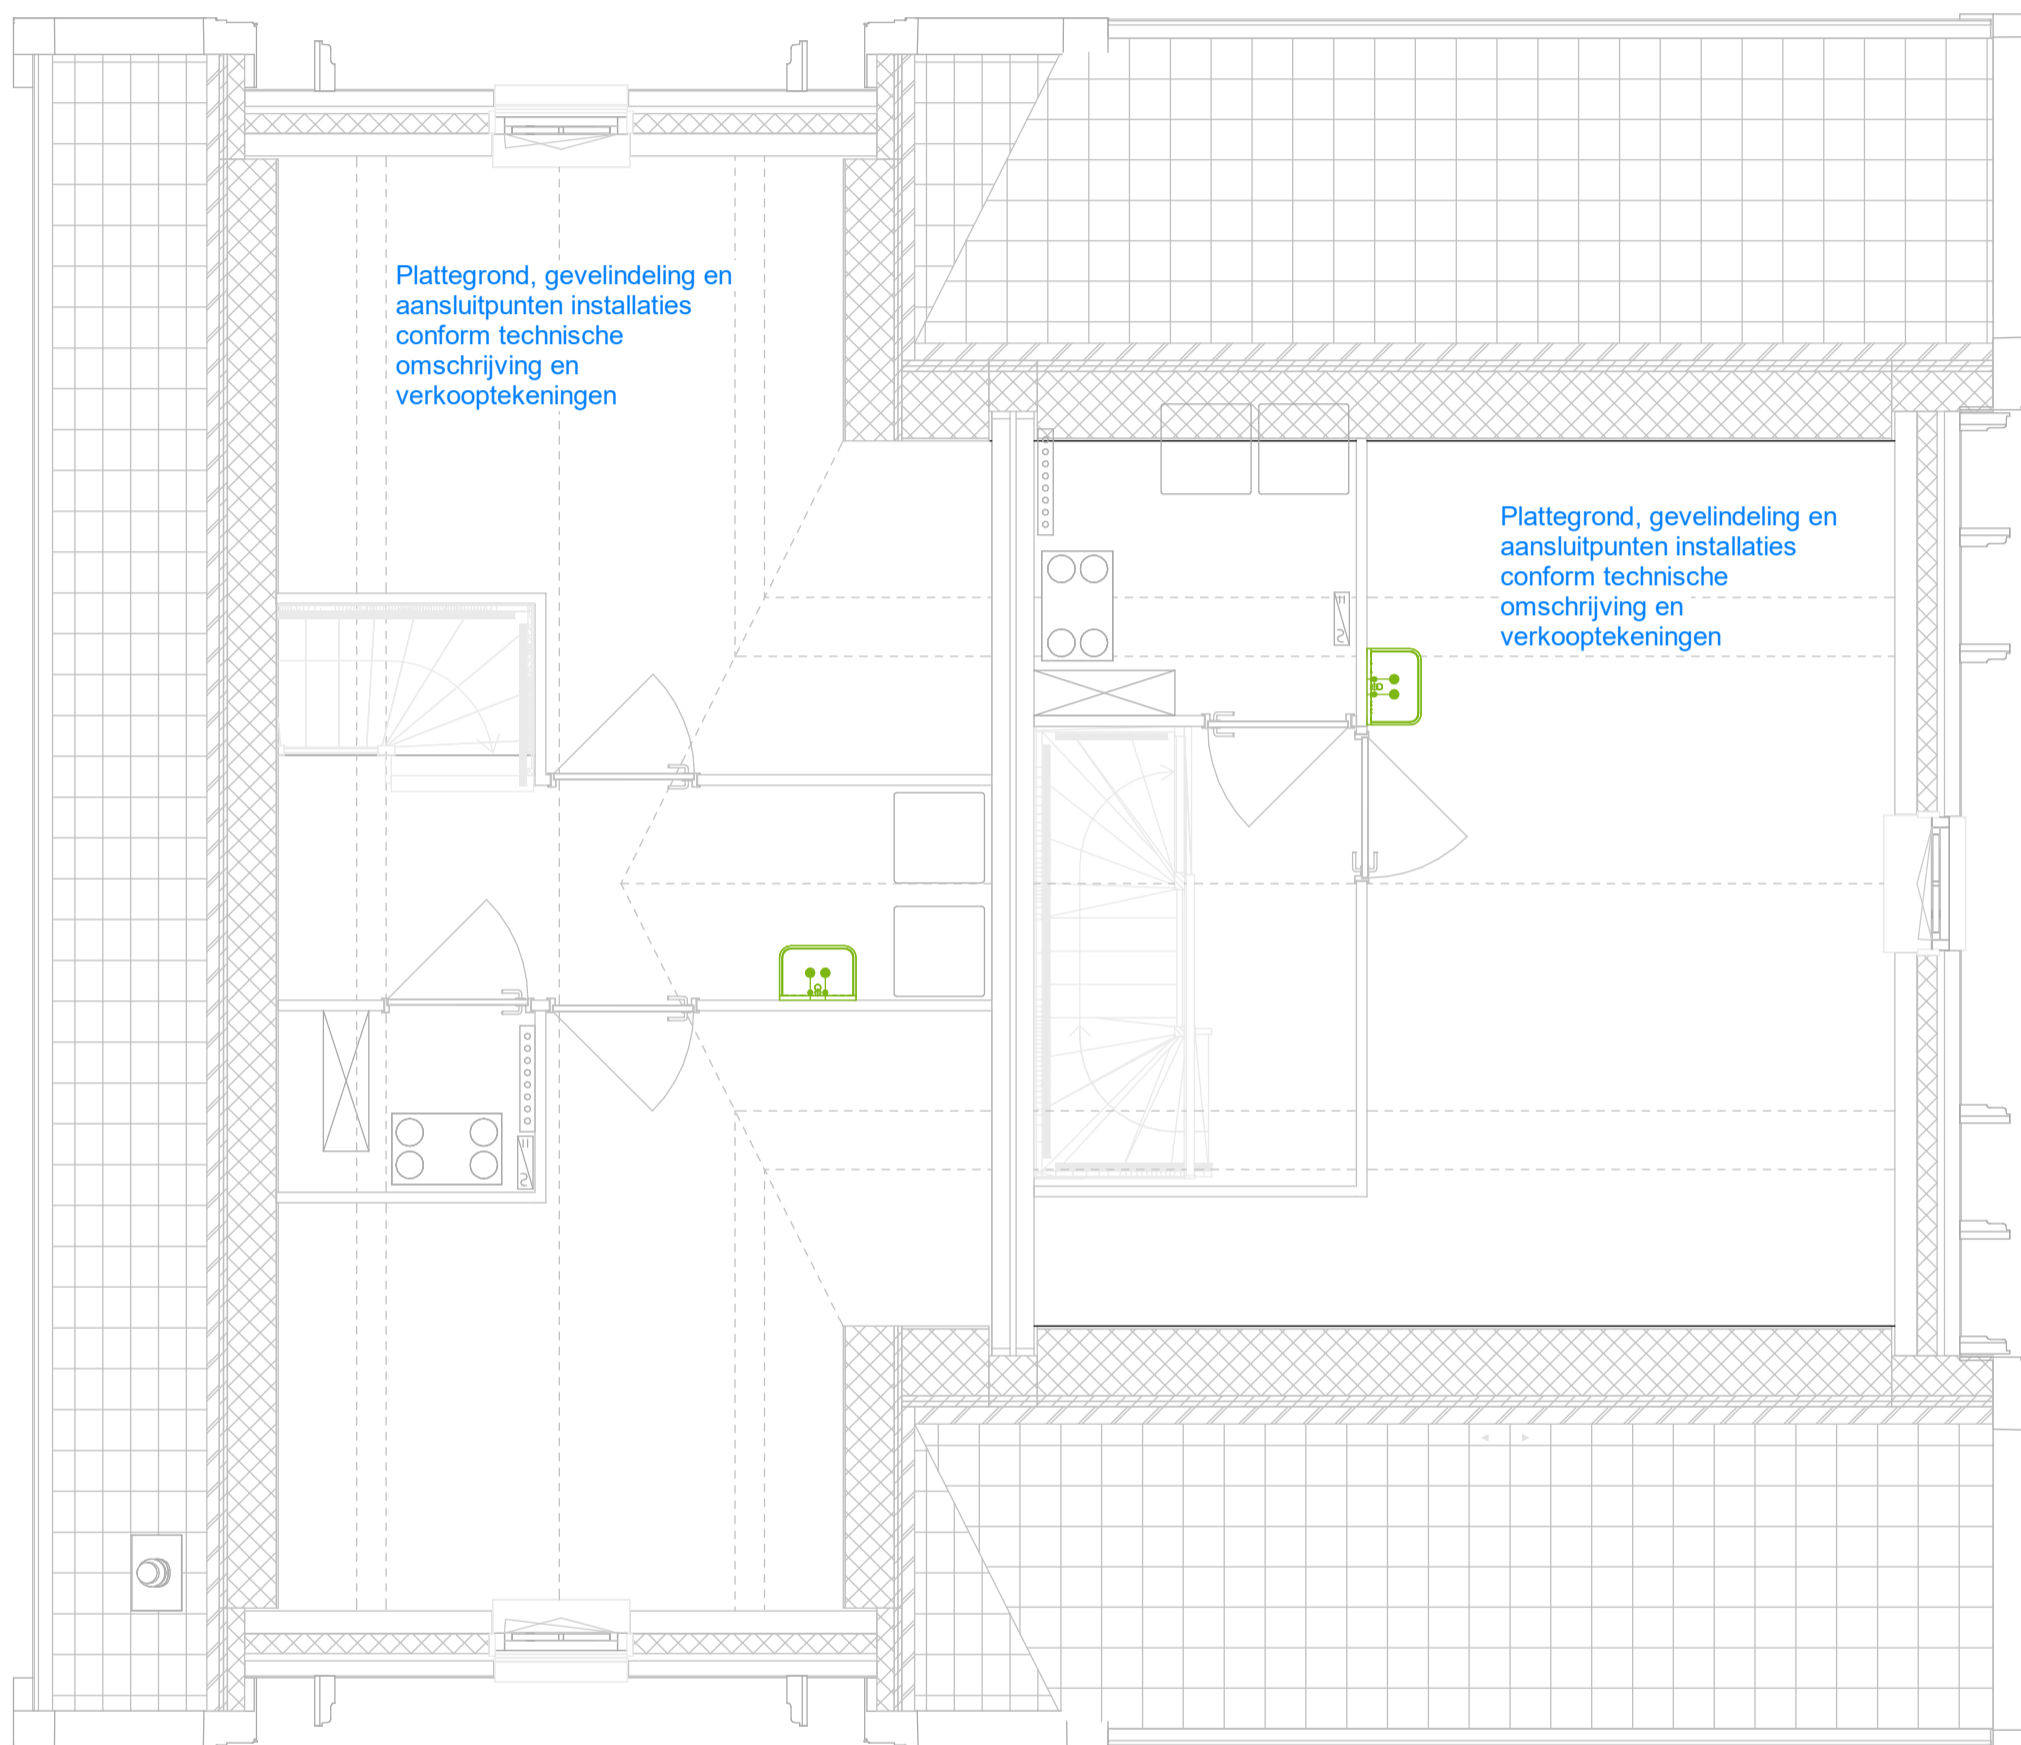 Plattegrond, gevelindeling en
aansluitpunten installaties
conform technische
omschrijving en
verkooptekeningen
Plattegrond, gevelindeling en
aansluitpunten installaties
conform technische
omschrijving en
verkooptekeningen